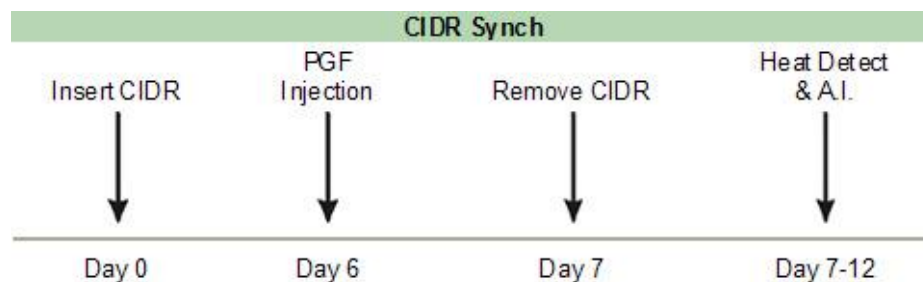 CIDR Synch
Insert CIDR
PGF
Injection
Remove CIDR
Heat Detect
& A.I.
Day 0
Day 6
Day 7
Day 7-12